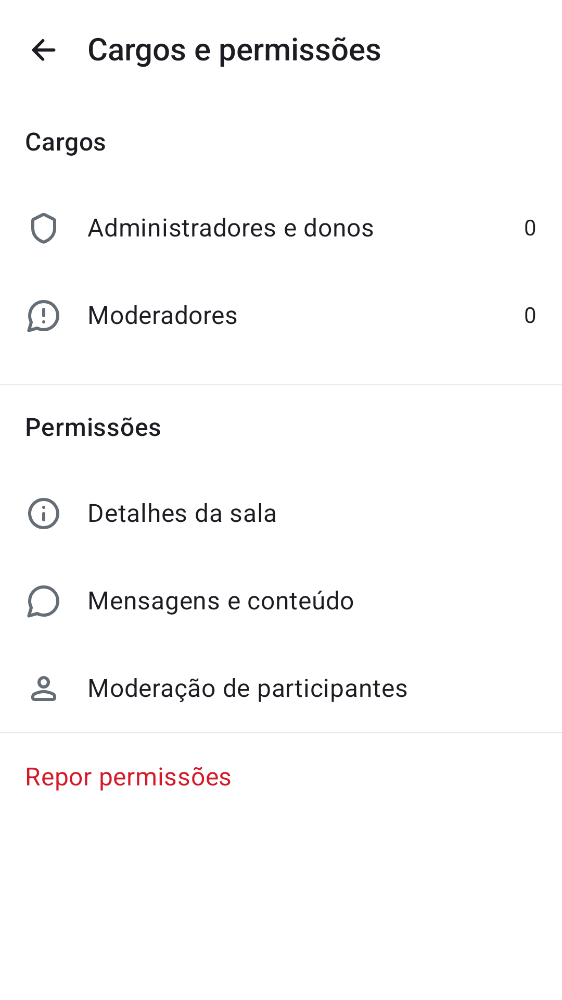 Cargos e permissões
Cargos
Administradores e donos 0
Moderadores 0
Permissões
Detalhes da sala
Mensagens e conteúdo
Moderação de participantes
Repor permissões